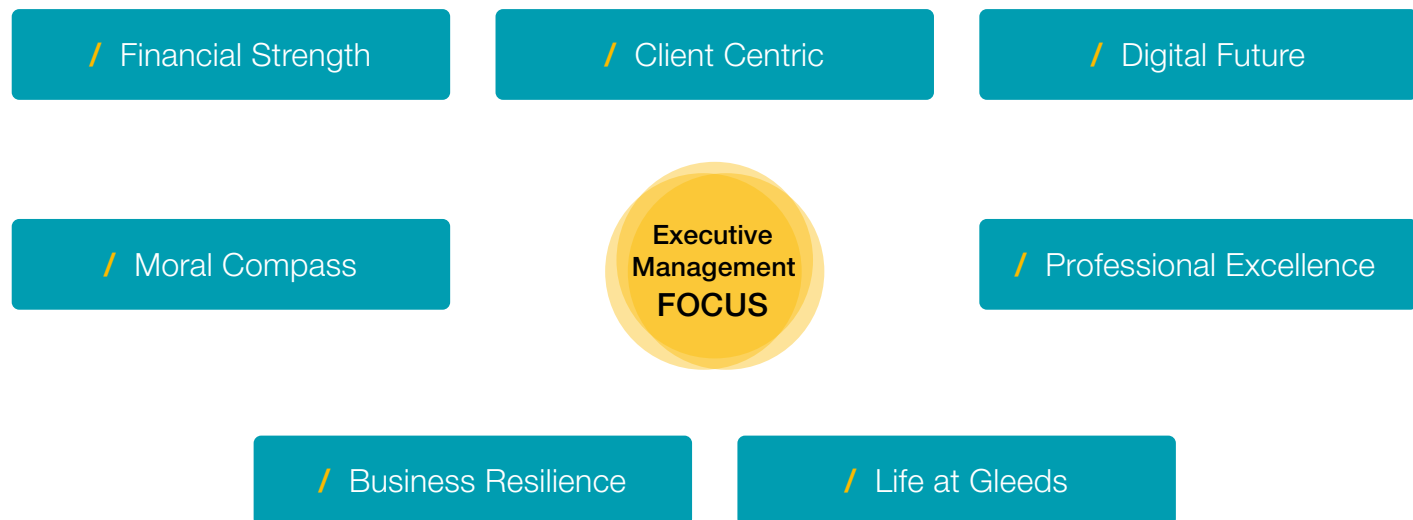 / Financial Strength
/ Client Centric
/ Digital Future
/ Moral Compass
Executive
Management
FOCUS
/ Professional Excellence
/ Business Resilience
/ Life at Gleeds